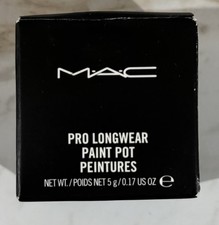 MAC
PRO LONGWEAR
PAINT POT
PEINTURES
NET WT./POIDS NET 5 g/0.17 US OZ ℮